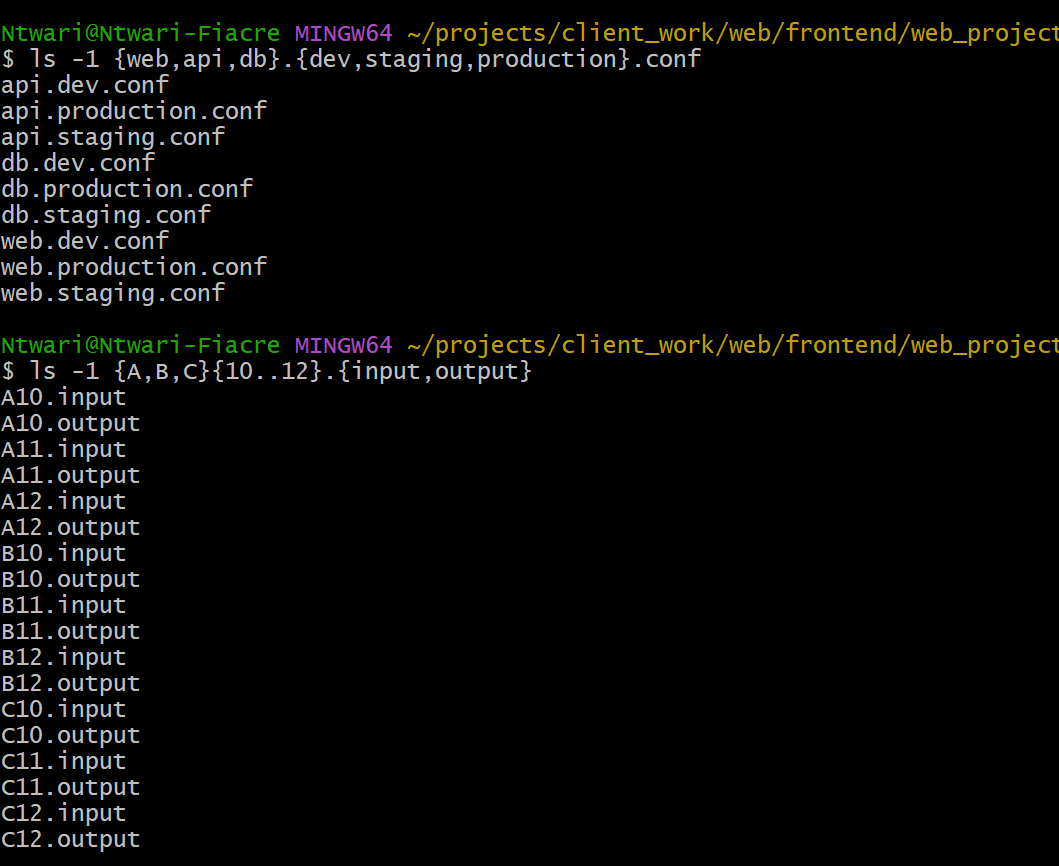 Ntwari@Ntwari-Fiacre MINGW64 ~/projects/client_work/web/frontend/web_project
$ ls -1 {web,api,db}.{dev,staging,production}.conf
api.dev.conf
api.production.conf
api.staging.conf
db.dev.conf
db.production.conf
db.staging.conf
web.dev.conf
web.production.conf
web.staging.conf
Ntwari@Ntwari-Fiacre MINGW64 ~/projects/client_work/web/frontend/web_project
$ ls -1 {A,B,C}{10..12}.{input,output}
A10.input
A10.output
A11.input
A11.output
A12.input
A12.output
B10.input
B10.output
B11.input
B11.output
B12.input
B12.output
C10.input
C10.output
C11.input
C11.output
C12.input
C12.output